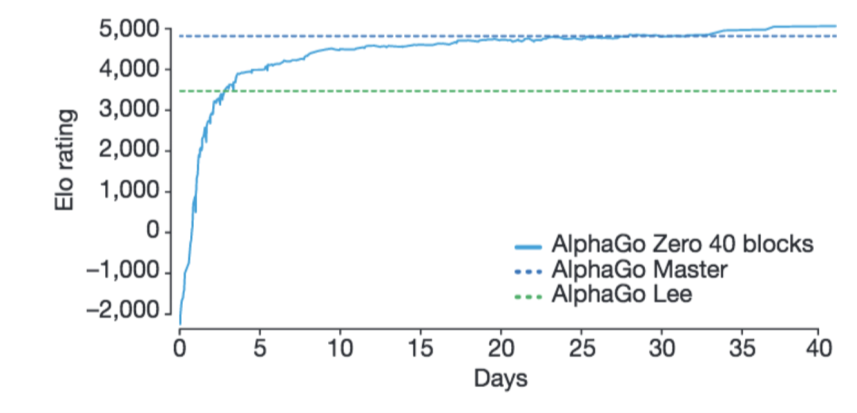 5,000
4,000
3,000
2,000
1,000
0
−1,000
−2,000
Elo rating
AlphaGo Zero 40 blocks
AlphaGo Master
AlphaGo Lee
0 5 10 15 20 25 30 35 40
Days